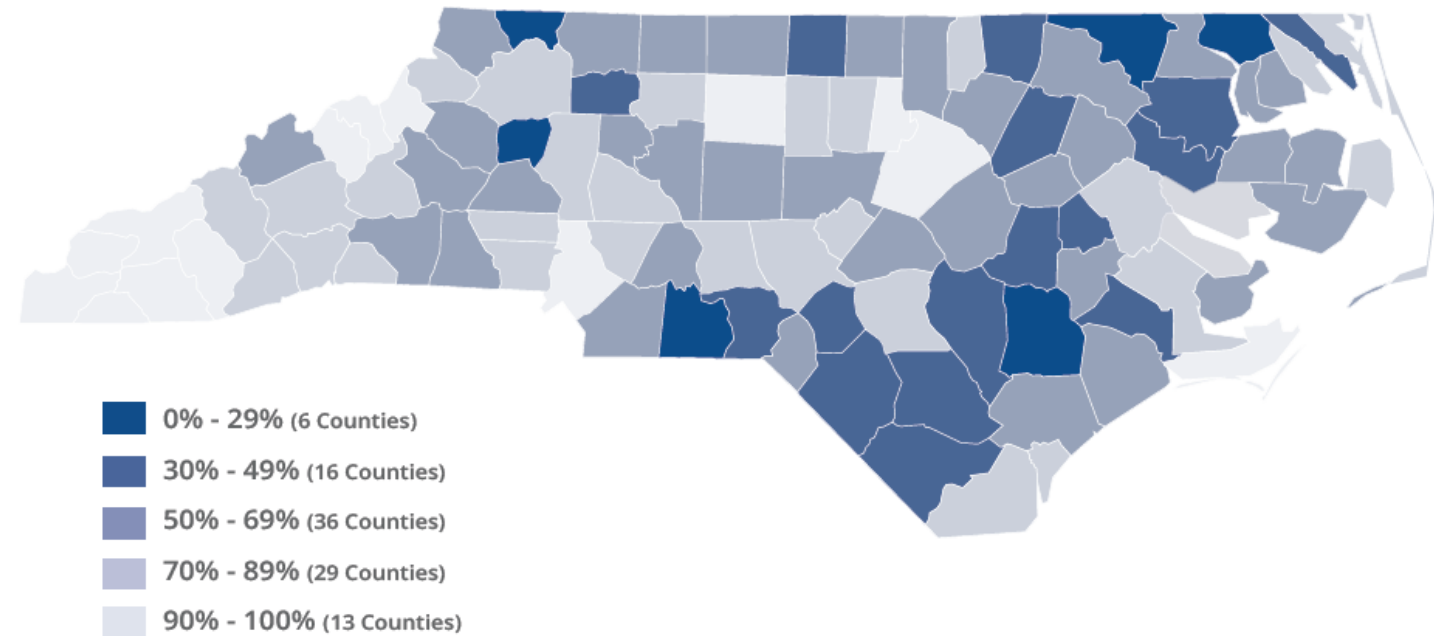 0% - 29% (6 Counties)
30% - 49% (16 Counties)
50% - 69% (36 Counties)
70% - 89% (29 Counties)
90% - 100% (13 Counties)